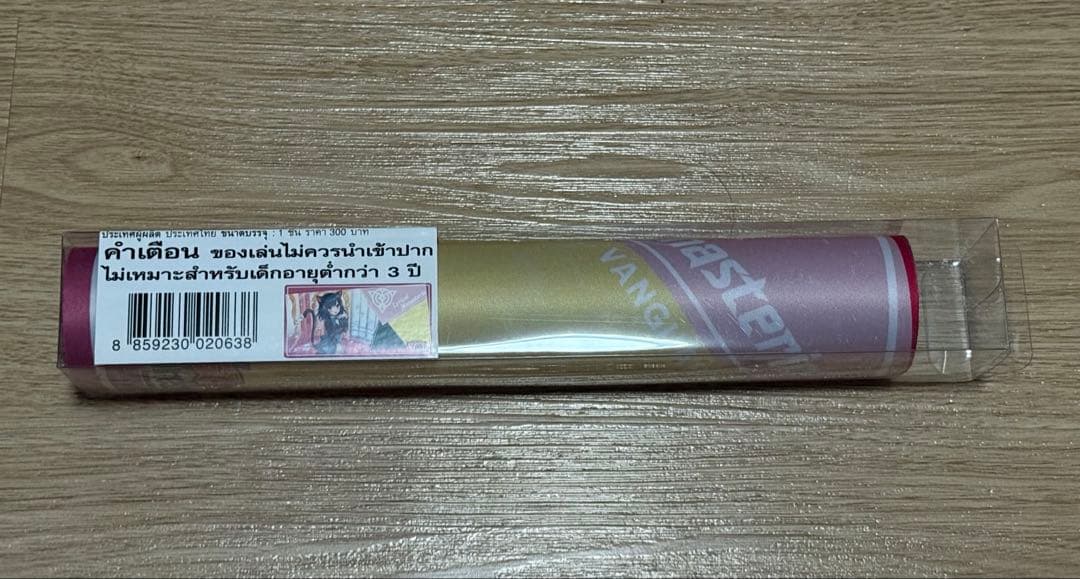 ประเทศผู้ผลิต ประเทศไทย ขนาดบรรจุ : 1 ชิ้น ราคา 300 บาท
คำเตือน ของเล่นไม่ควรนำเข้าปาก
ไม่เหมาะสำหรับเด็กอายุต่ำกว่า 3 ปี
8 859230 020638
VANG